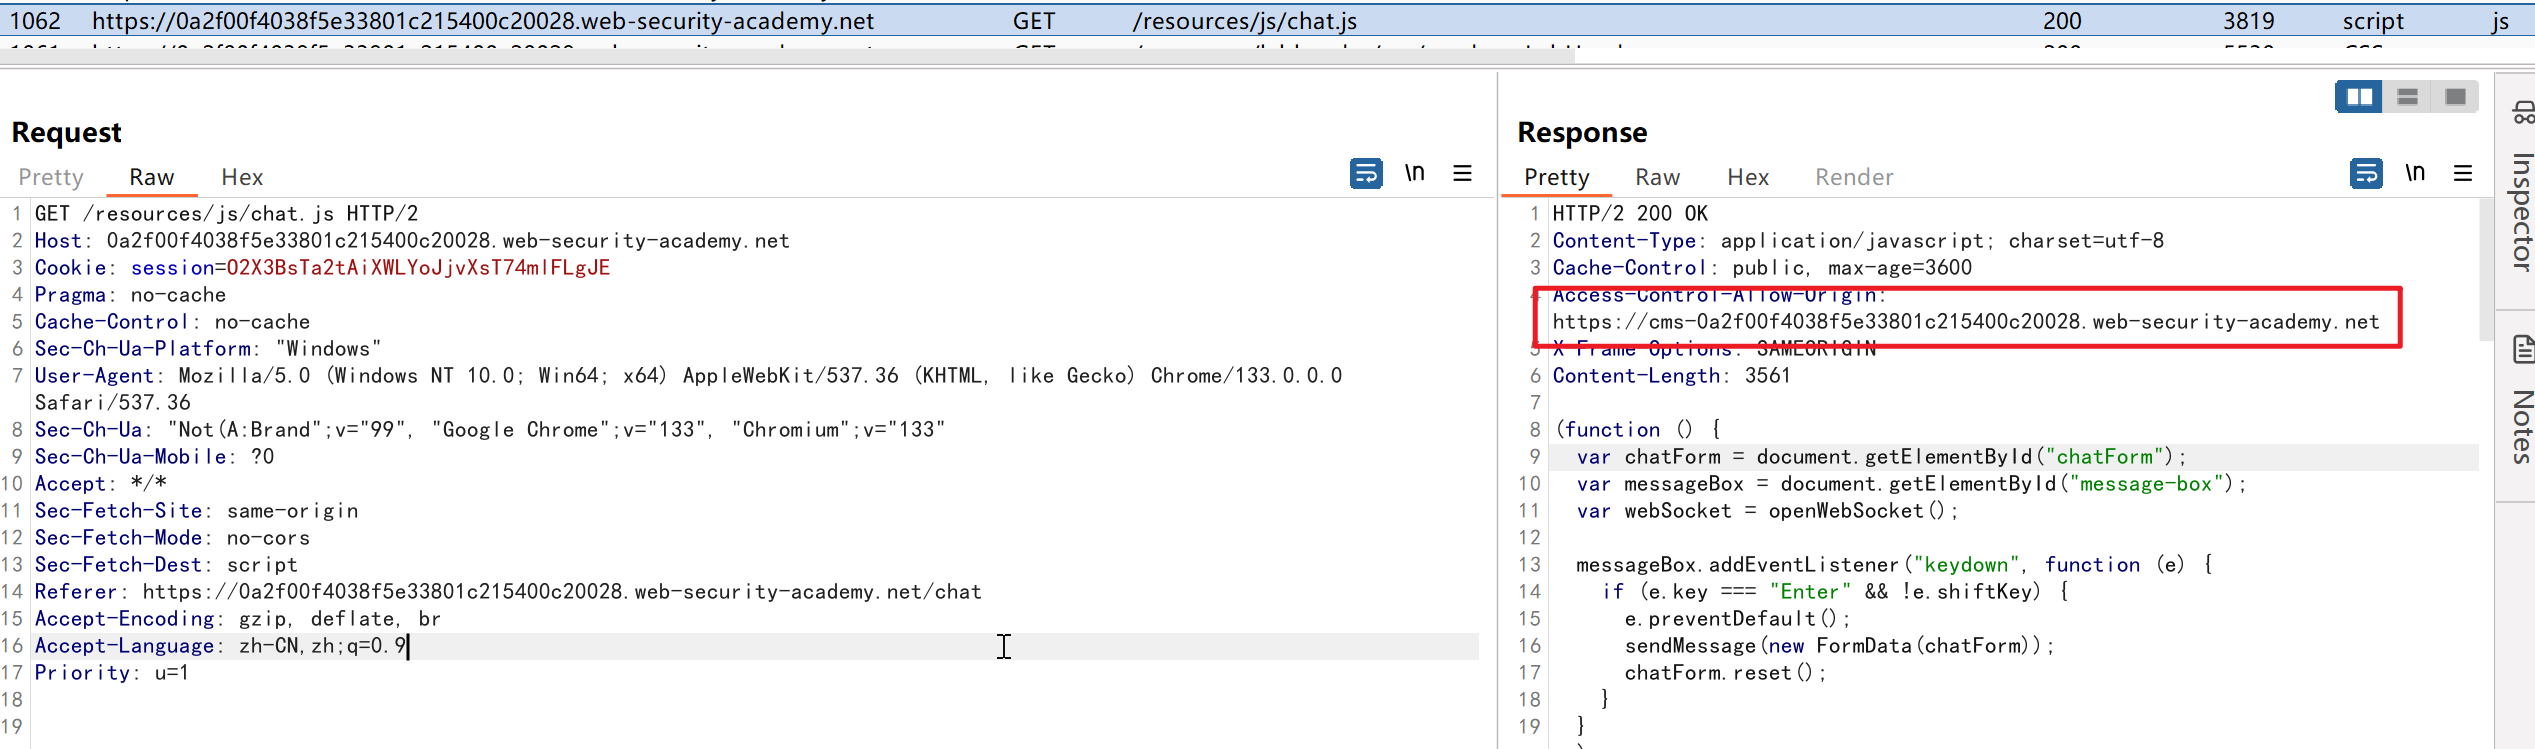 1062 https://0a2f00f4038f5e33801c215400c20028.web-security-academy.net GET /resources/js/chat.js 200 3819 script js
Request
Pretty Raw Hex \n
1 GET /resources/js/chat.js HTTP/2
2 Host: 0a2f00f4038f5e33801c215400c20028.web-security-academy.net
3 Cookie: session=O2X3BsTa2tAiXWLYoJjvXsT74mlFLgJE
4 Pragma: no-cache
5 Cache-Control: no-cache
6 Sec-Ch-Ua-Platform: "Windows"
7 User-Agent: Mozilla/5.0 (Windows NT 10.0; Win64; x64) AppleWebKit/537.36 (KHTML, like Gecko) Chrome/133.0.0.0
Safari/537.36
8 Sec-Ch-Ua: "Not(A:Brand";v="99", "Google Chrome";v="133", "Chromium";v="133"
9 Sec-Ch-Ua-Mobile: ?0
10 Accept: */*
11 Sec-Fetch-Site: same-origin
12 Sec-Fetch-Mode: no-cors
13 Sec-Fetch-Dest: script
14 Referer: https://0a2f00f4038f5e33801c215400c20028.web-security-academy.net/chat
15 Accept-Encoding: gzip, deflate, br
16 Accept-Language: zh-CN,zh;q=0.9
17 Priority: u=1
18
19
Response
Pretty Raw Hex Render \n
1 HTTP/2 200 OK
2 Content-Type: application/javascript; charset=utf-8
3 Cache-Control: public, max-age=3600
4 Access-Control-Allow-Origin:
https://cms-0a2f00f4038f5e33801c215400c20028.web-security-academy.net
5 X-Frame-Options: SAMEORIGIN
6 Content-Length: 3561
7
8 (function () {
9 var chatForm = document.getElementById("chatForm");
10 var messageBox = document.getElementById("message-box");
11 var webSocket = openWebSocket();
12
13 messageBox.addEventListener("keydown", function (e) {
14 if (e.key === "Enter" && !e.shiftKey) {
15 e.preventDefault();
16 sendMessage(new FormData(chatForm));
17 chatForm.reset();
18 }
19 }
Inspector
Notes